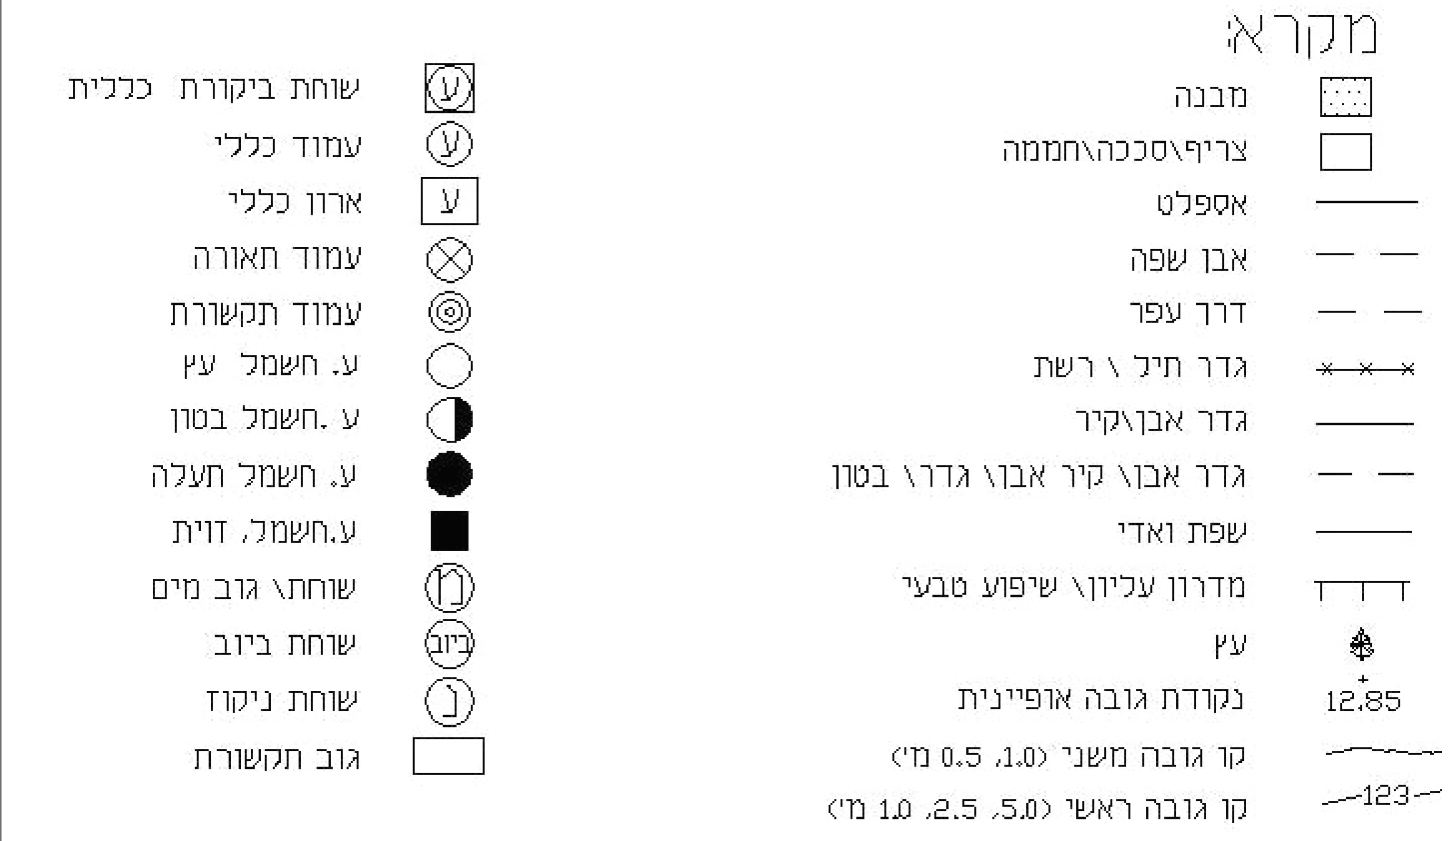 מקרא:
מבנה
צריף\סככה\חממה
אספלט
אבן שפה
דרך עפר
גדר תיל \ רשת
גדר אבן\קיר
גדר אבן\ קיר אבן\ גדר\ בטון
שפת ואדי
מדרון עליון\ שיפוע טבעי
עץ
נקודת גובה אופיינית 12.85
קו גובה משני (1.0, 0.5 מ')
קו גובה ראשי (5.0, 2.5, 1.0 מ') 123
שוחת ביקורת כללית ע
עמוד כללי ע
ארון כללי ע
עמוד תאורה
עמוד תקשורת
ע. חשמל עץ
ע .חשמל בטון
ע. חשמל תעלה
ע.חשמל, זוית
שוחת\ גוב מים מ
שוחת ביוב ביוב
שוחת ניקוז נ
גוב תקשורת